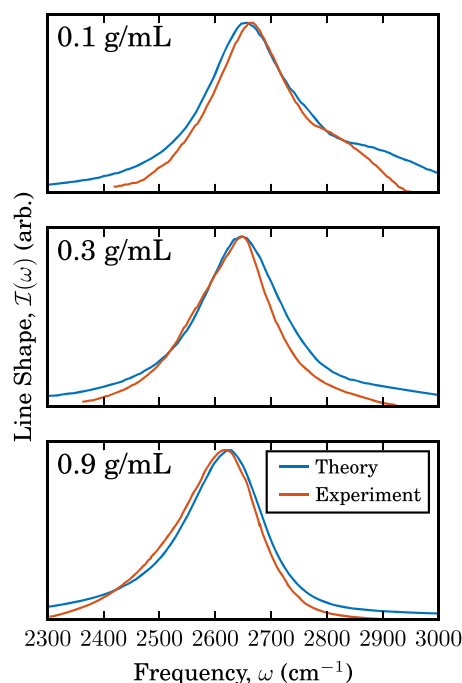 0.1 g/mL
Line Shape, 𝓘(ω) (arb.)
0.3 g/mL
0.9 g/mL
Theory
Experiment
2300 2400 2500 2600 2700 2800 2900 3000
Frequency, ω (cm⁻¹)